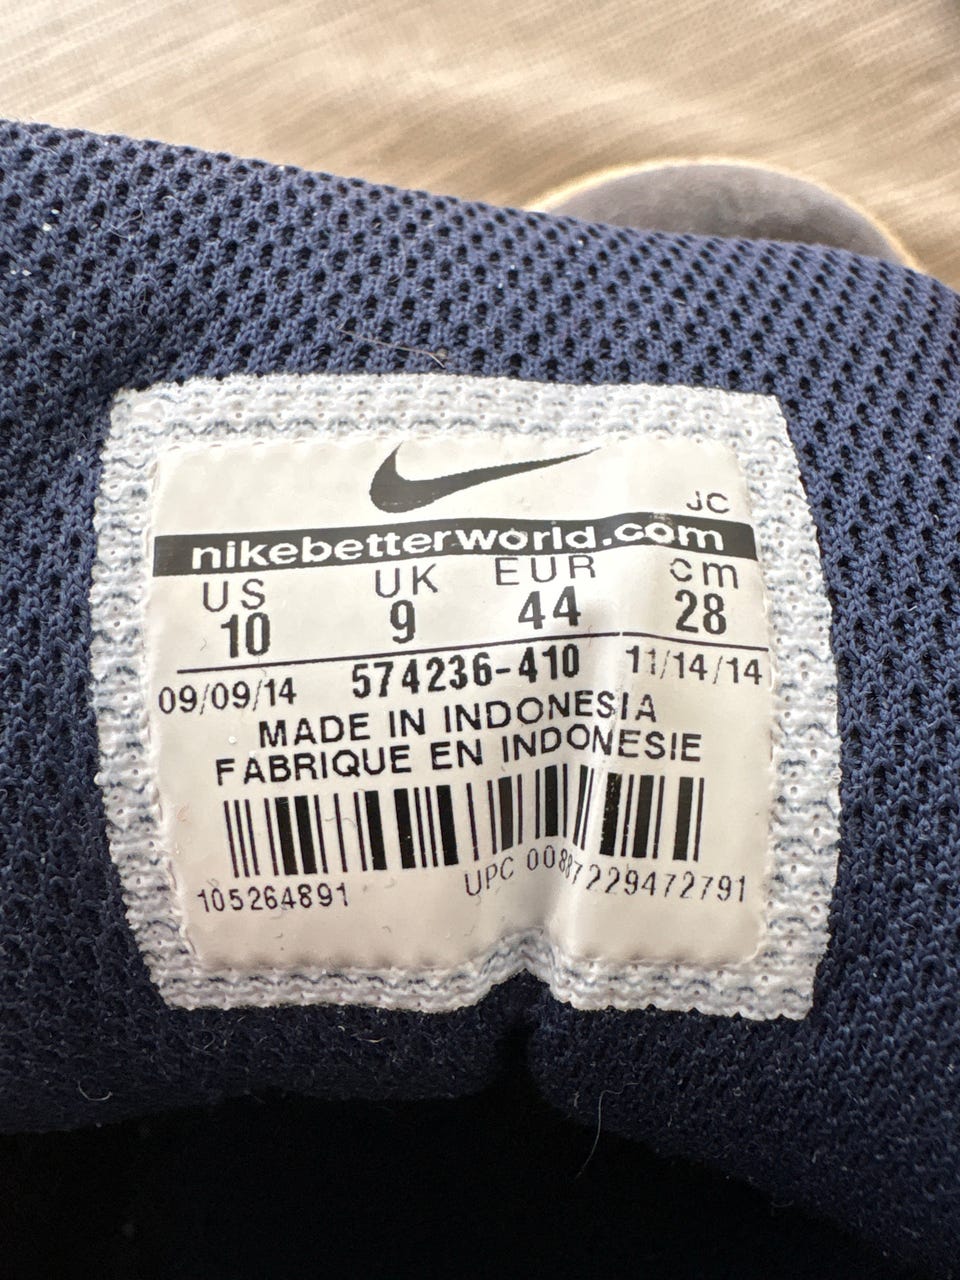 JC
nikebetterworld.com
US UK EUR cm
10 9 44 28
09/09/14 574236-410 11/14/14
MADE IN INDONESIA
FABRIQUE EN INDONESIE
105264891 UPC 00887229472791